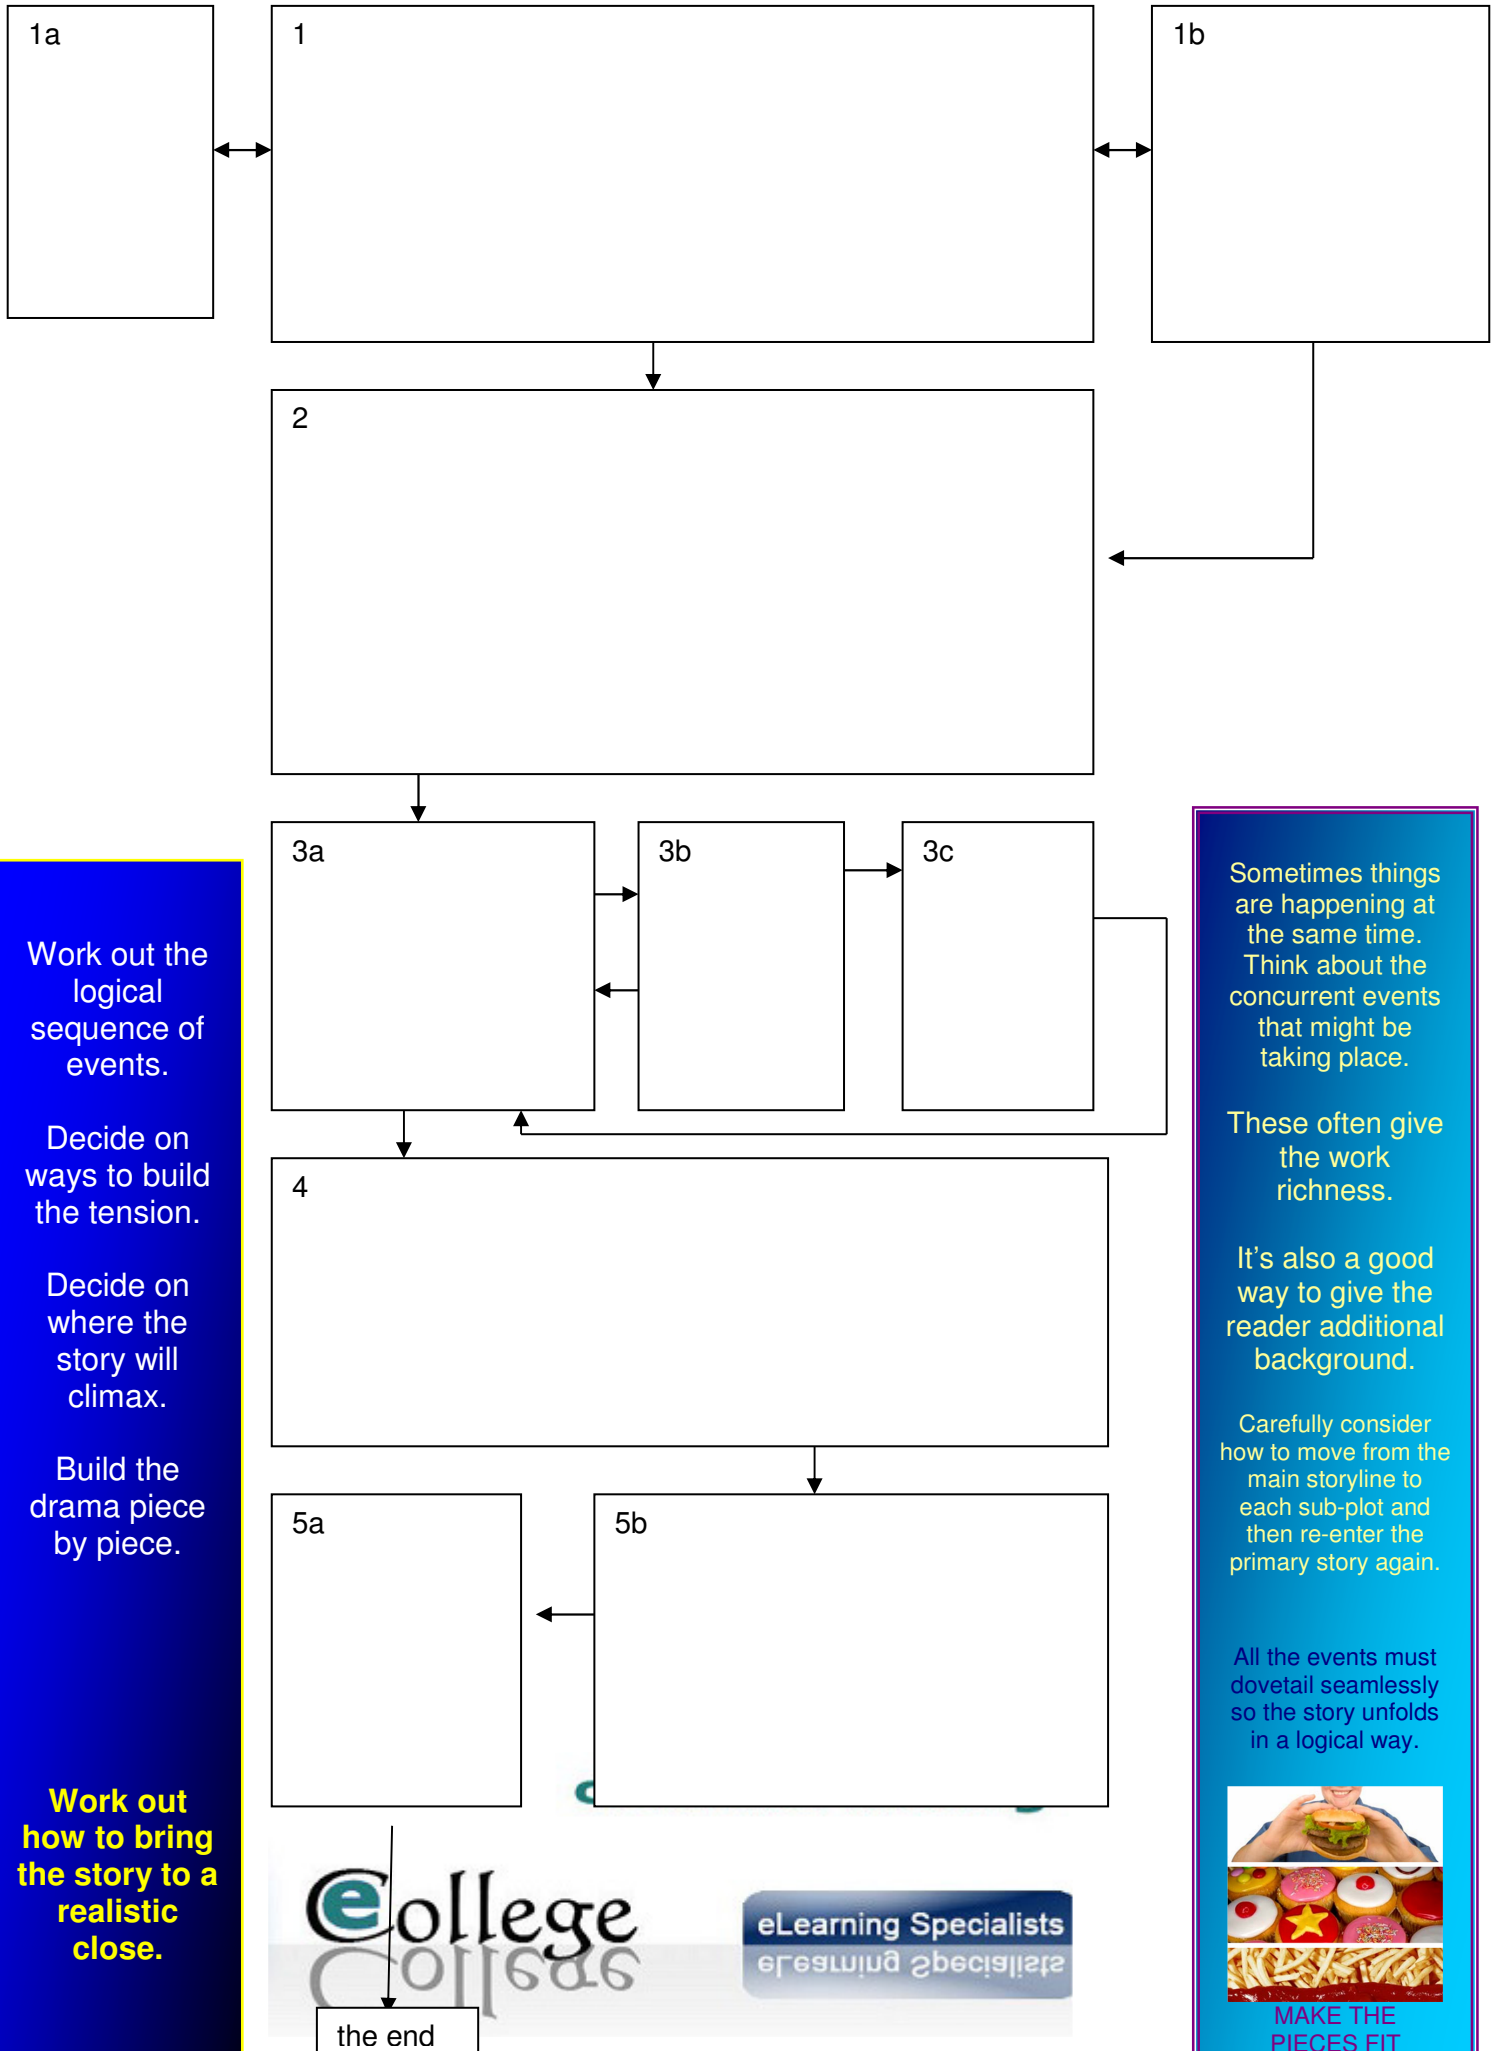 1a
1
1b
2
3a
3b
3c
4
5a
5b
Work out the
logical
sequence of
events.
Decide on
ways to build
the tension.
Decide on
where the
story will
climax.
Build the
drama piece
by piece.
Work out
how to bring
the story to a
realistic
close.
Sometimes things
are happening at
the same time.
Think about the
concurrent events
that might be
taking place.
These often give
the work
richness.
It's also a good
way to give the
reader additional
background.
Carefully consider
how to move from the
main storyline to
each sub-plot and
then re-enter the
primary story again.
All the events must
dovetail seamlessly
so the story unfolds
in a logical way.
MAKE THE
PIECES FIT
eCollege
eLearning Specialists
the end